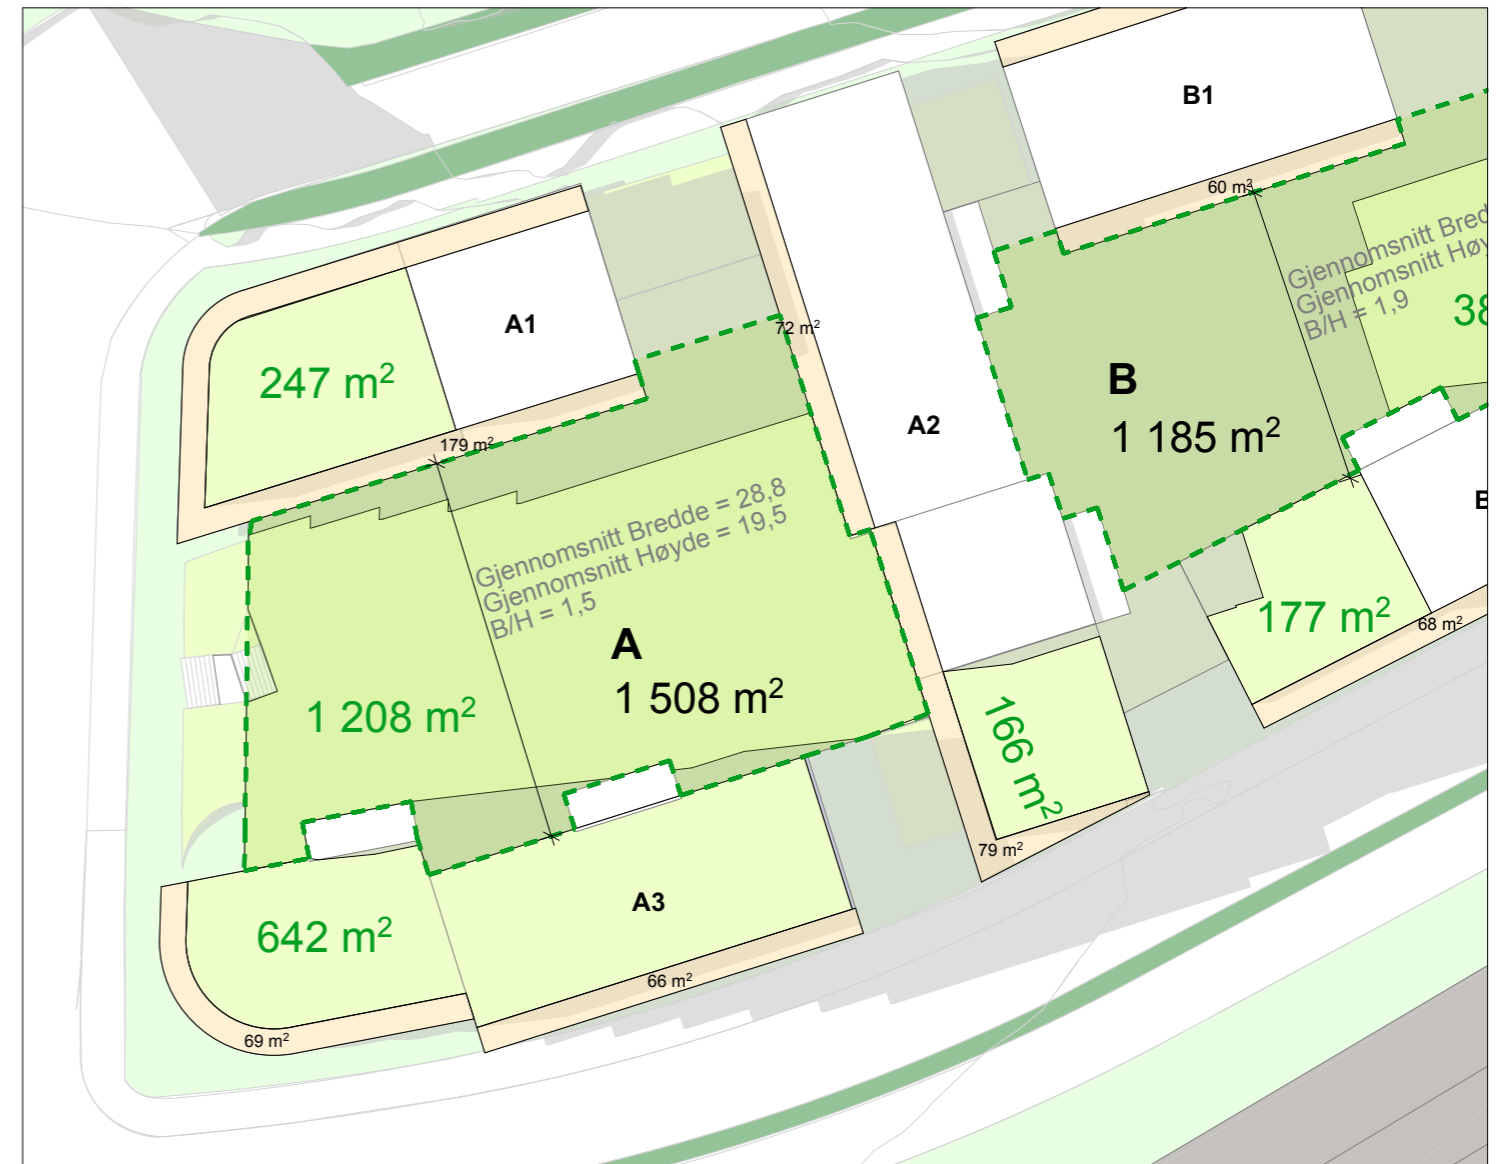 B1
60 m²
Gjennomsnitt Bred
Gjennomsnitt Høy
B/H = 1,9
38
A1
72 m²
247 m²
B
1 185 m²
A2
179 m²
Gjennomsnitt Bredde = 28,8
Gjennomsnitt Høyde = 19,5
B/H = 1,5
B
A
1 508 m²
1 208 m²
177 m²
68 m²
166 m²
79 m²
A3
642 m²
66 m²
69 m²